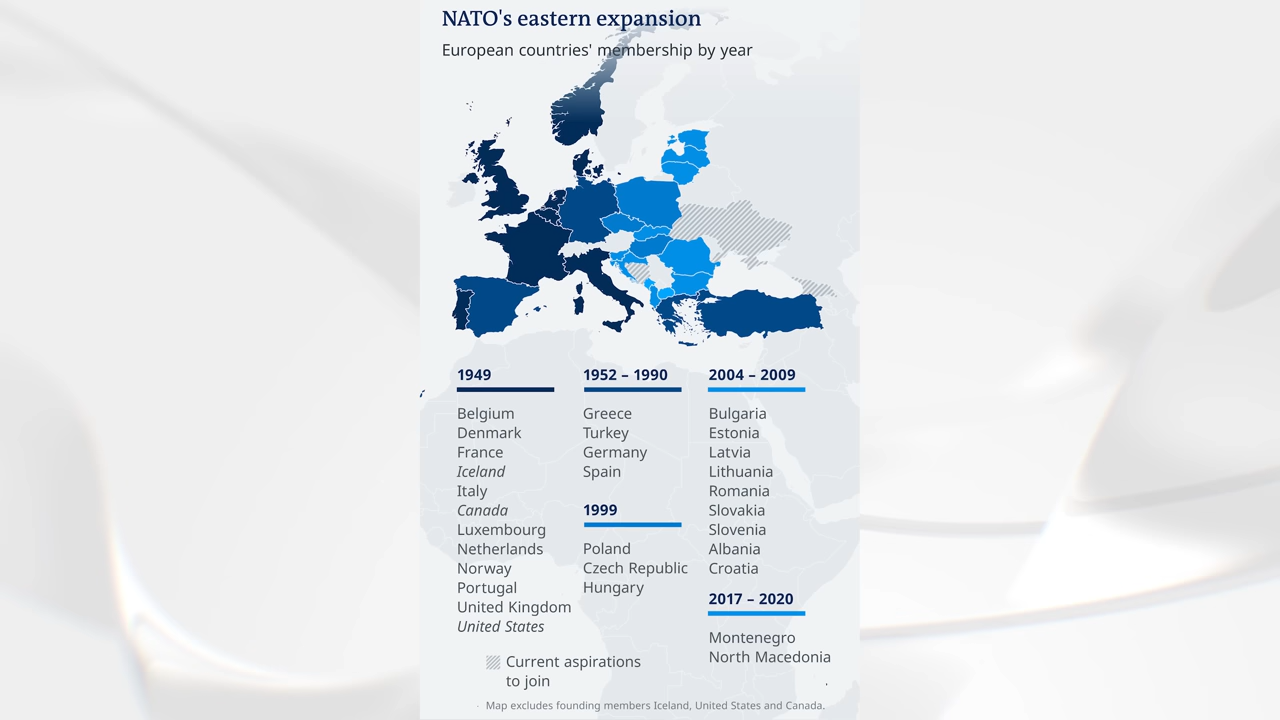 NATO's eastern expansion
European countries' membership by year
1949
Belgium
Denmark
France
Iceland
Italy
Canada
Luxembourg
Netherlands
Norway
Portugal
United Kingdom
United States
1952 – 1990
Greece
Turkey
Germany
Spain
1999
Poland
Czech Republic
Hungary
2004 – 2009
Bulgaria
Estonia
Latvia
Lithuania
Romania
Slovakia
Slovenia
Albania
Croatia
2017 – 2020
Montenegro
North Macedonia
Current aspirations
to join
Map excludes founding members Iceland, United States and Canada.